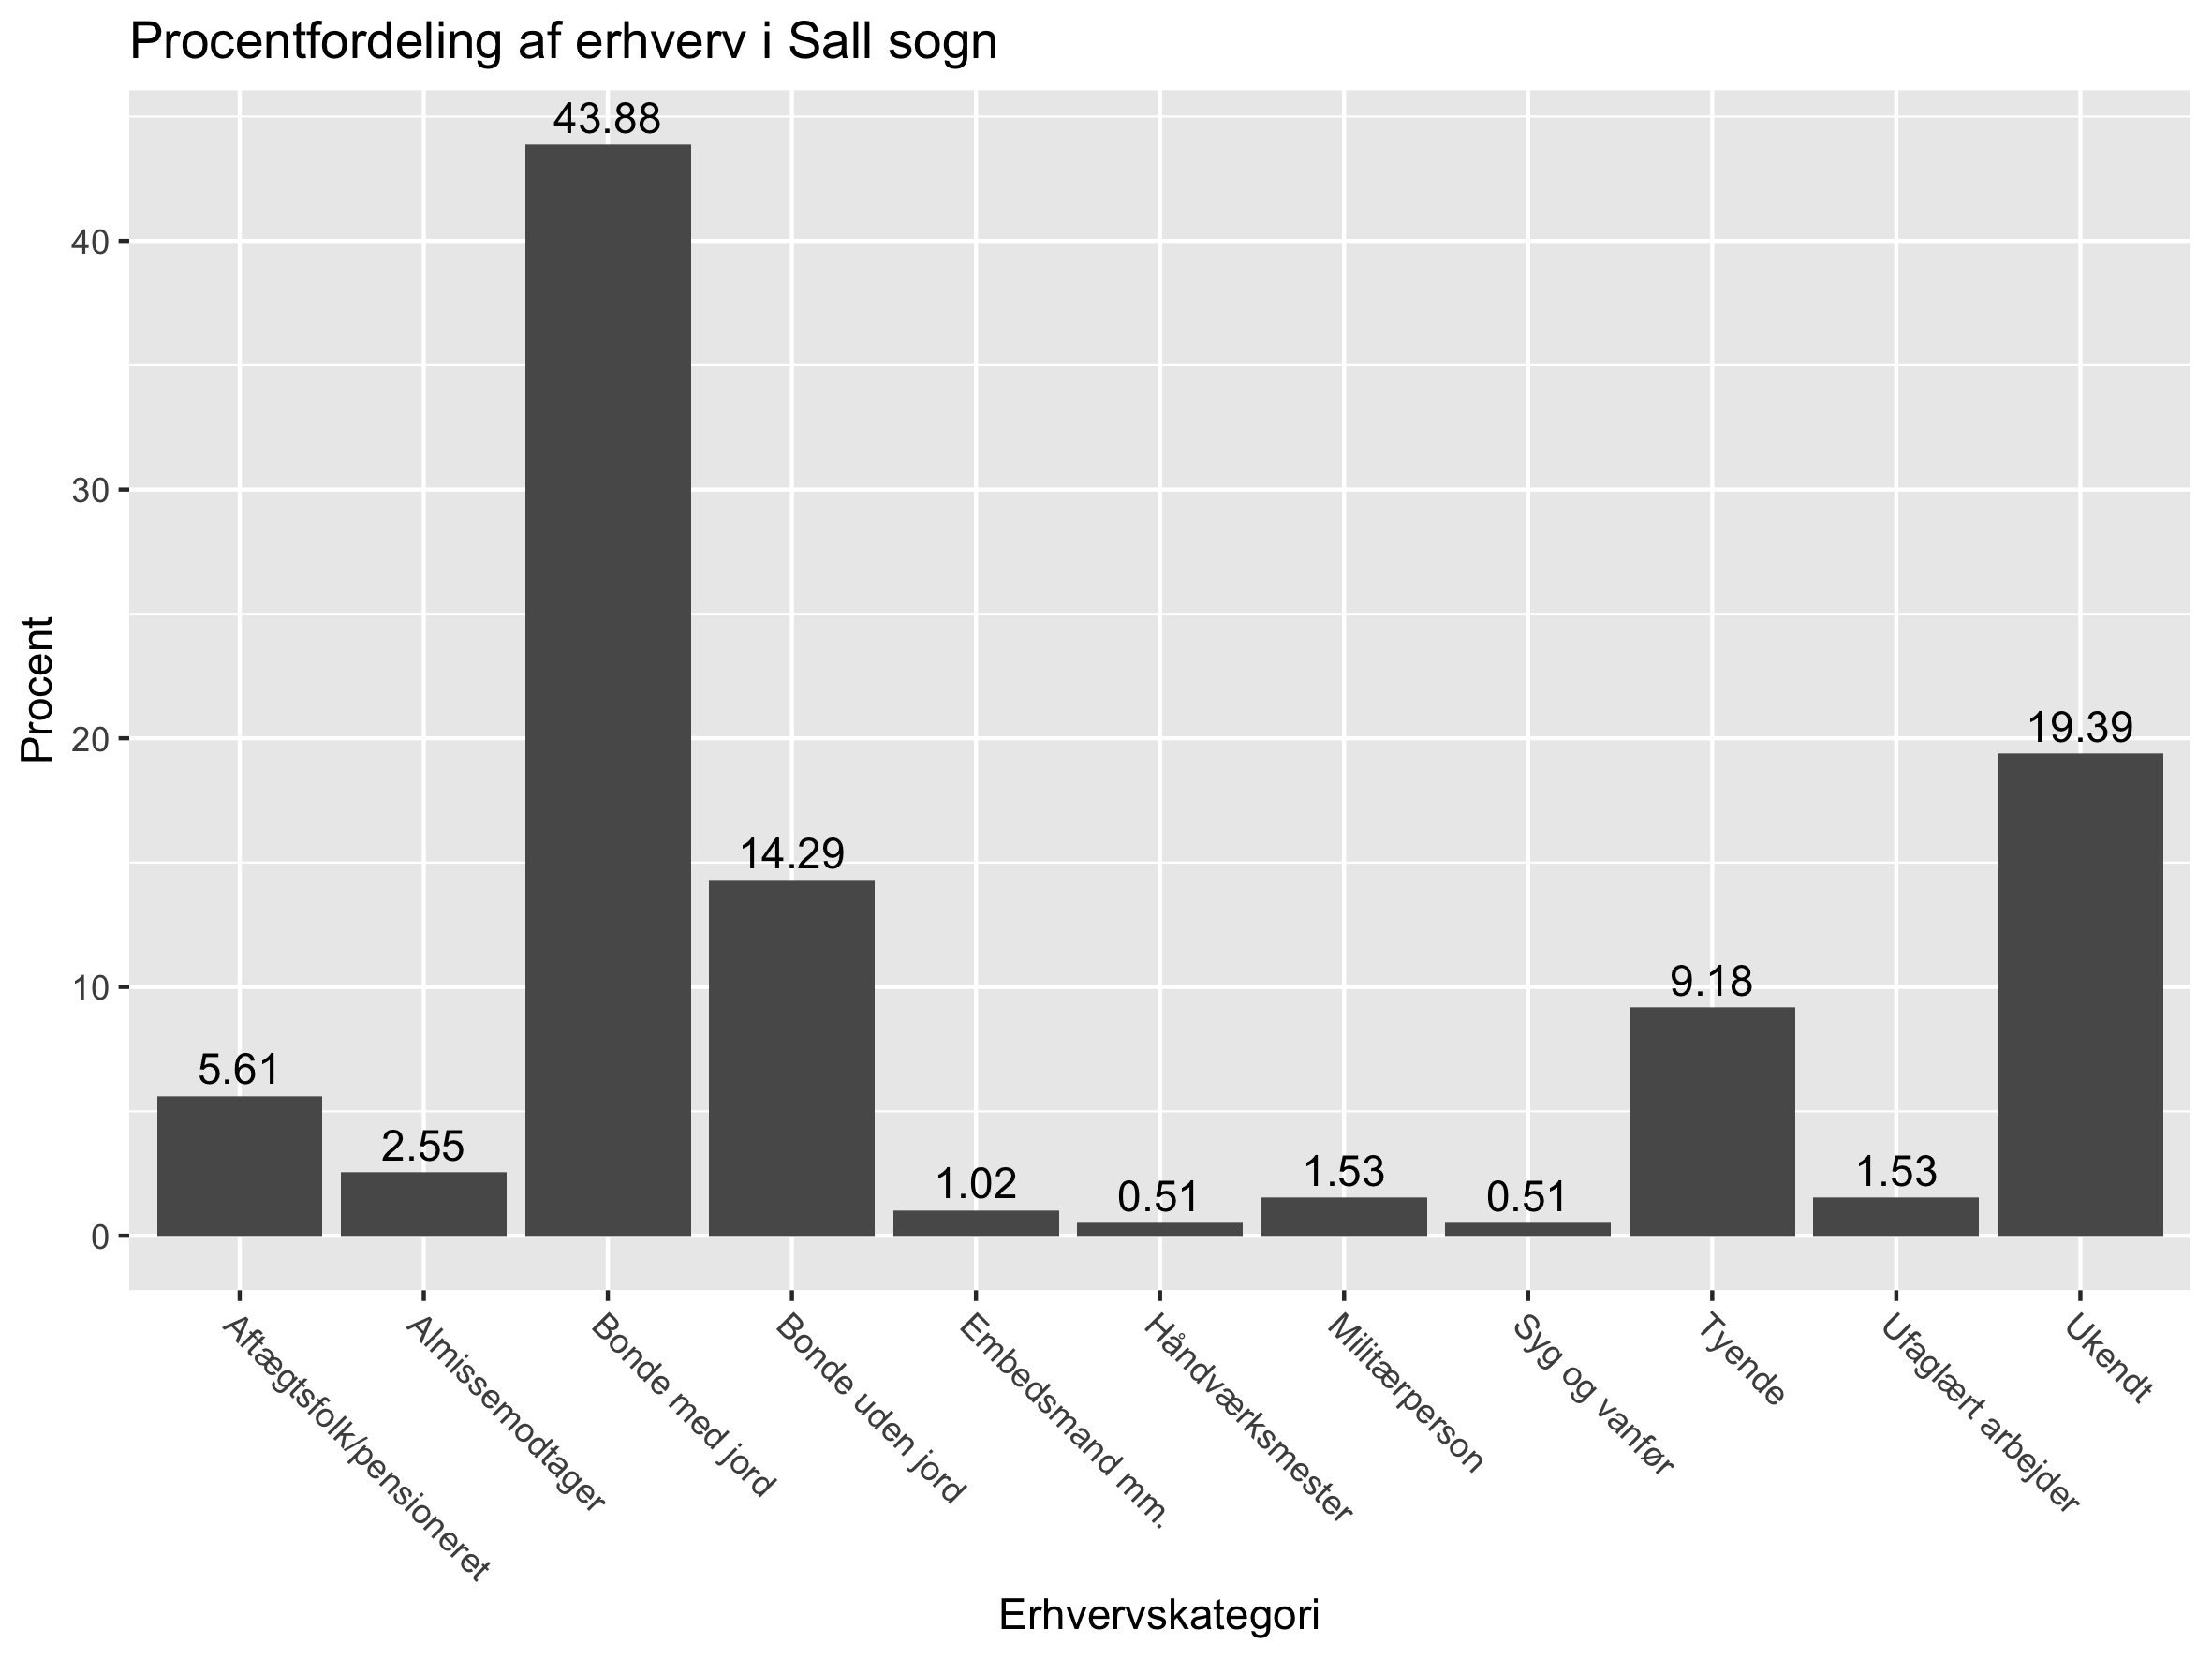 Procentfordeling af erhverv i Sall sogn
Procent
40
30
20
10
0
43.88
19.39
14.29
9.18
5.61
2.55
1.02
0.51
1.53
0.51
1.53
Aftægtsfolk/pensioneret
Almissemodtager
Bonde med jord
Bonde uden jord
Embedsmand mm.
Håndværksmester
Militærperson
Syg og vanfør
Tyende
Ufaglært arbejder
Ukendt
Erhvervskategori